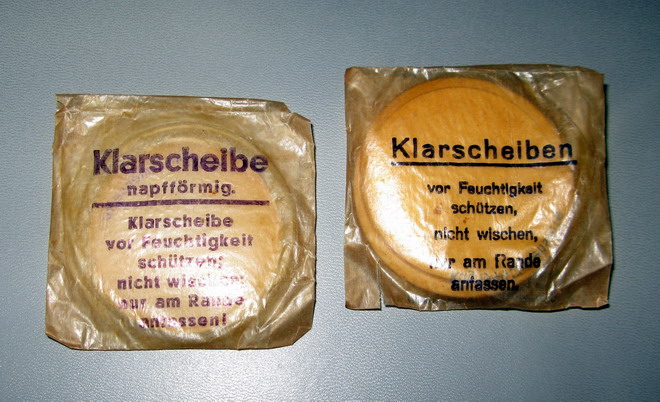 Klarscheibe
napfförmig.
Klarscheibe
vor Feuchtigkeit
schützen;
nicht wischen;
nur am Rande
anfassen!
Klarscheiben
vor Feuchtigkeit
schützen,
nicht wischen,
nur am Rande
anfassen.